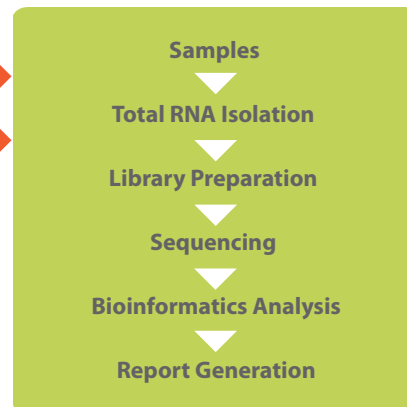 Samples
Total RNA Isolation
Library Preparation
Sequencing
Bioinformatics Analysis
Report Generation